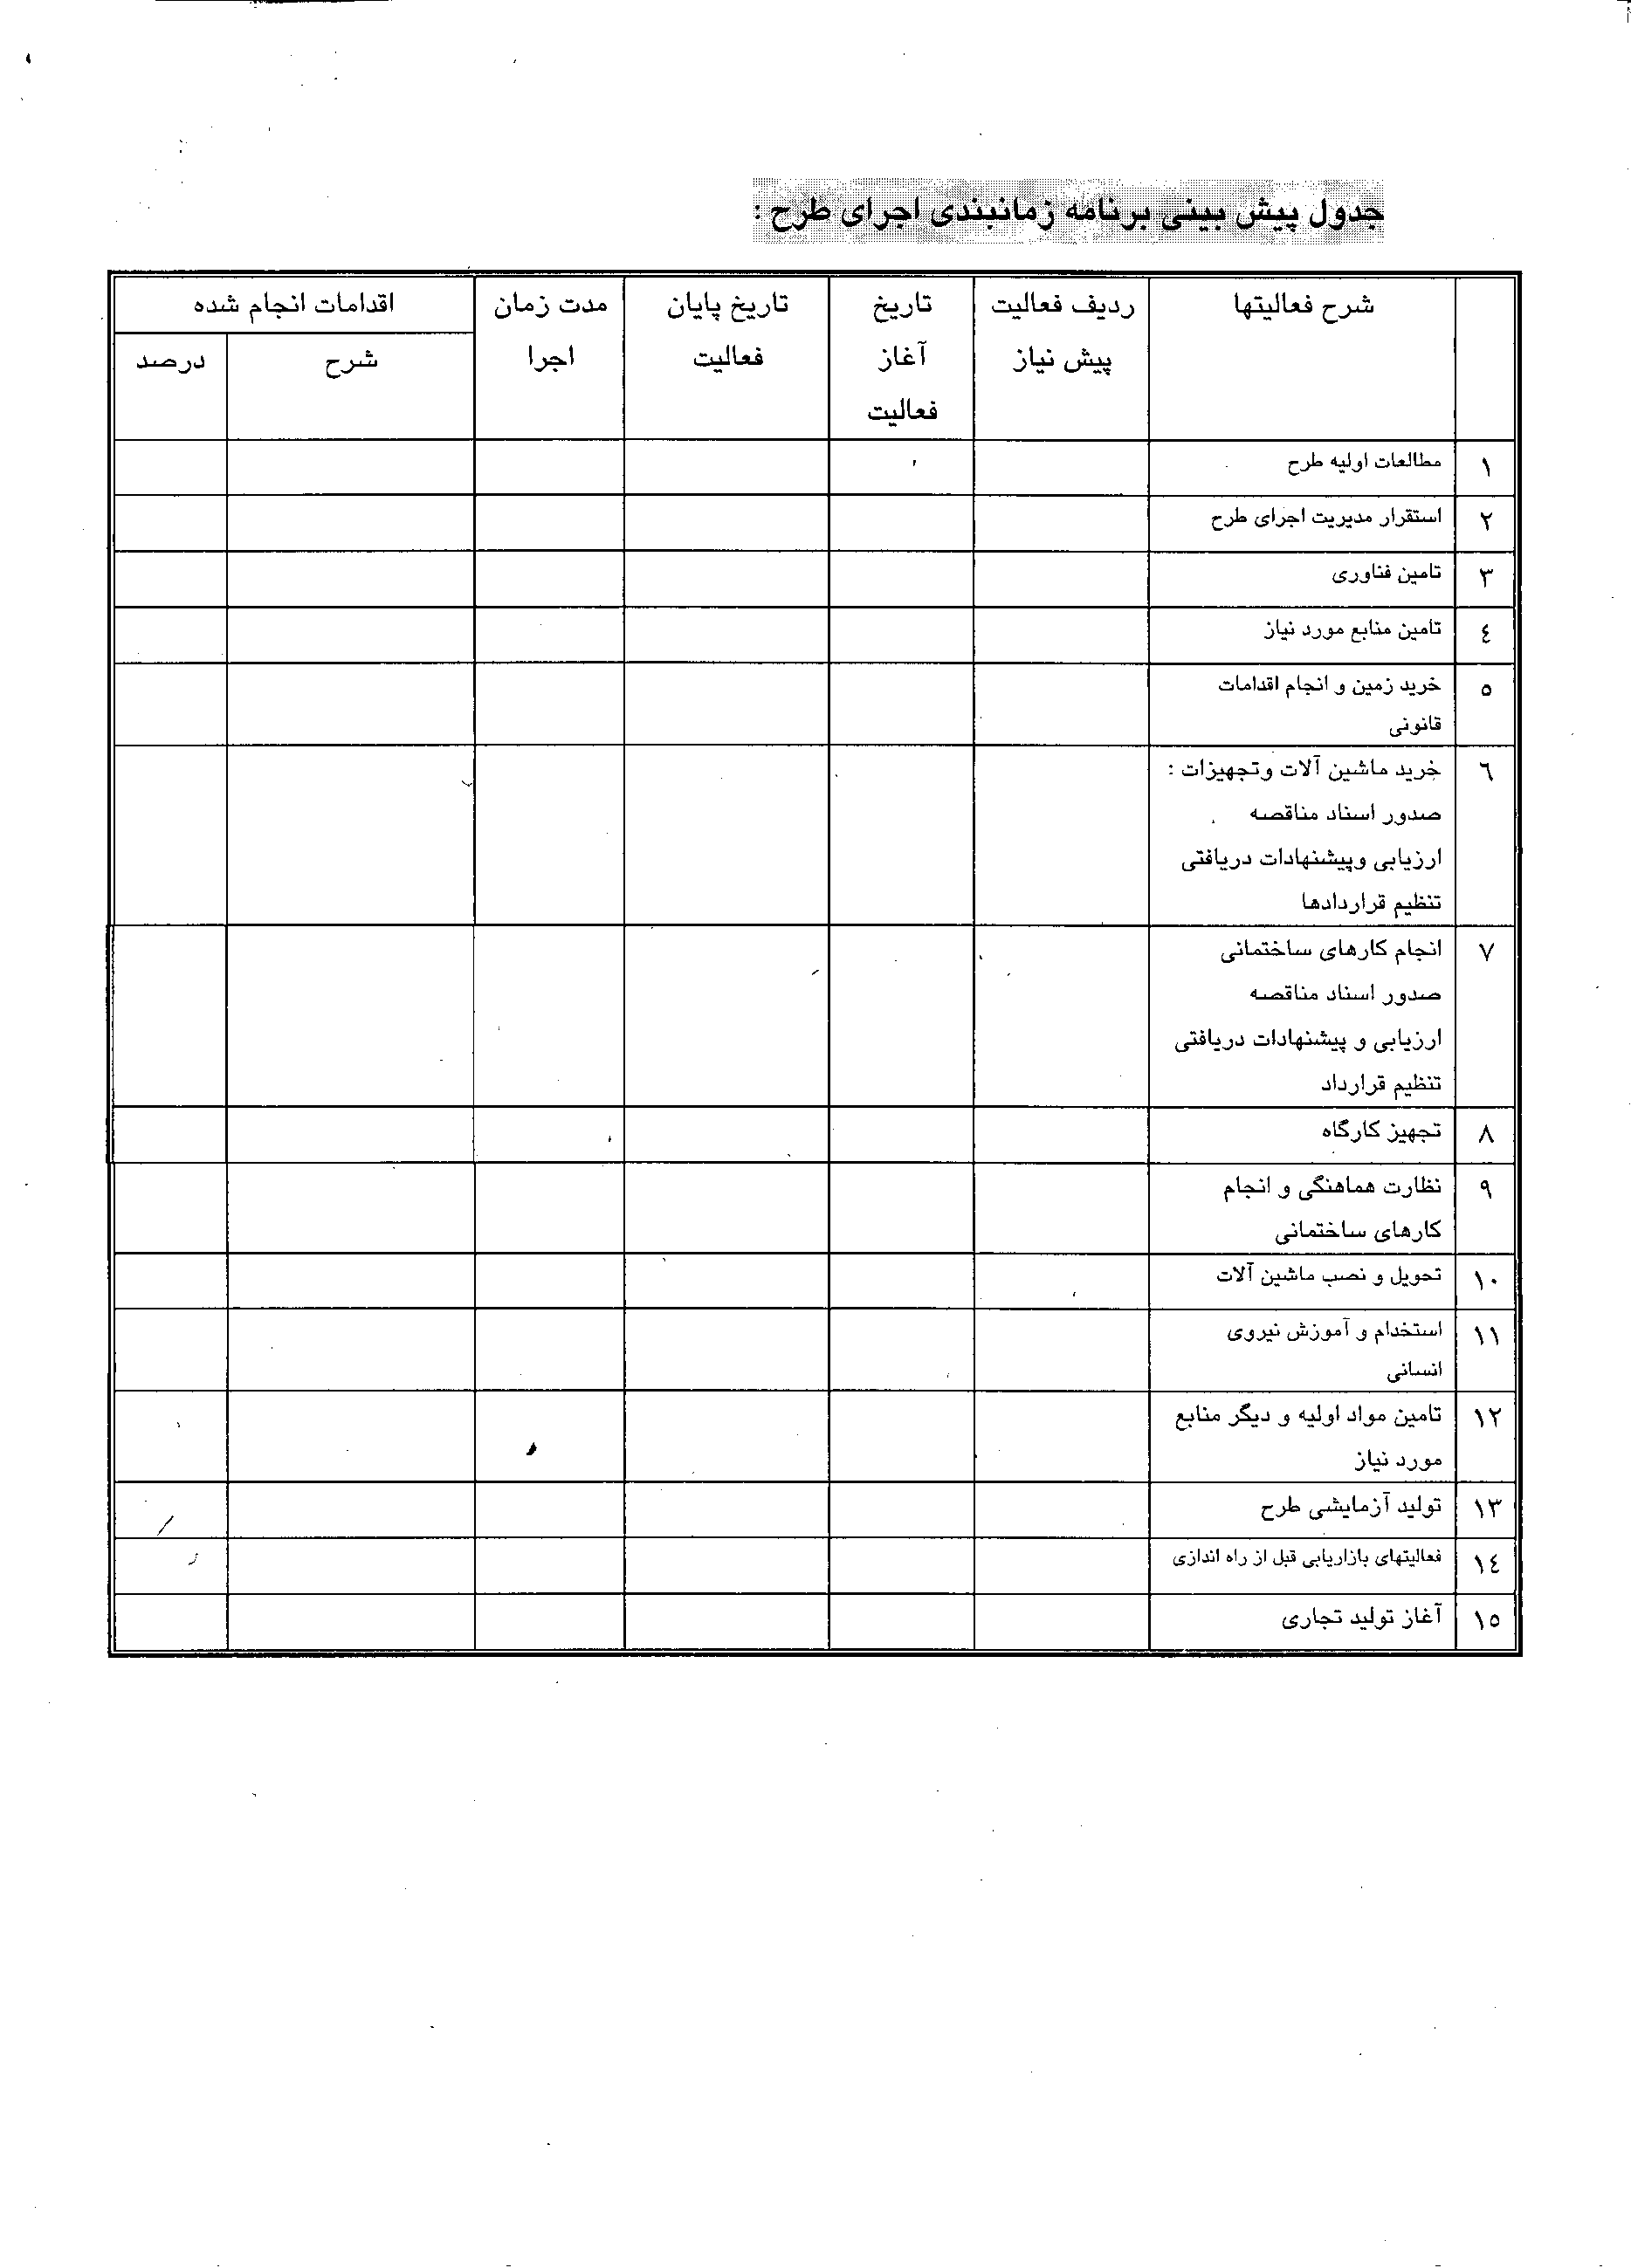 جدول پیش بینی برنامه زمانبندی اجرای طرح :
شرح فعالیتها
ردیف فعالیت
پیش نیاز
تاریخ
آغاز
فعالیت
تاریخ پایان
فعالیت
مدت زمان
اجرا
اقدامات انجام شده
شرح
درصد
۱ مطالعات اولیه طرح
۲ استقرار مدیریت اجرای طرح
۳ تامین فناوری
٤ تامین منابع مورد نیاز
٥ خرید زمین و انجام اقدامات
قانونی
٦ خرید ماشین آلات وتجهیزات :
صدور اسناد مناقصه
ارزیابی وپیشنهادات دریافتی
تنظیم قراردادها
۷ انجام کارهای ساختمانی
صدور اسناد مناقصه
ارزیابی و پیشنهادات دریافتی
تنظیم قرارداد
۸ تجهیز کارگاه
۹ نظارت هماهنگی و انجام
کارهای ساختمانی
۱۰ تحویل و نصب ماشین آلات
۱۱ استخدام و آموزش نیروی
انسانی
۱۲ تامین مواد اولیه و دیگر منابع
مورد نیاز
۱۳ تولید آزمایشی طرح
۱٤ فعالیتهای بازاریابی قبل از راه اندازی
۱٥ آغاز تولید تجاری